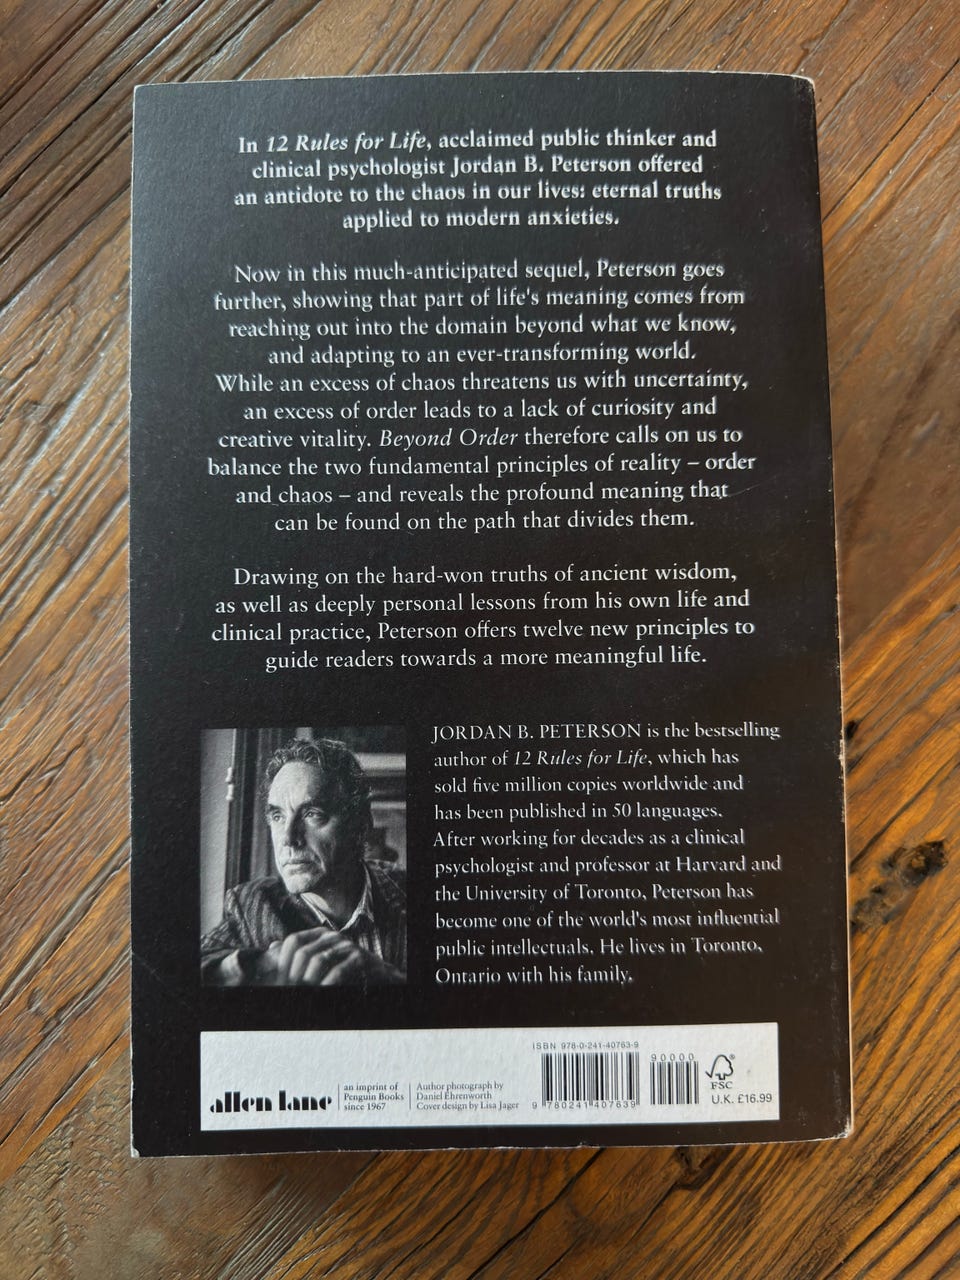 In 12 Rules for Life, acclaimed public thinker and
clinical psychologist Jordan B. Peterson offered
an antidote to the chaos in our lives: eternal truths
applied to modern anxieties.
Now in this much-anticipated sequel, Peterson goes
further, showing that part of life's meaning comes from
reaching out into the domain beyond what we know,
and adapting to an ever-transforming world.
While an excess of chaos threatens us with uncertainty,
an excess of order leads to a lack of curiosity and
creative vitality. Beyond Order therefore calls on us to
balance the two fundamental principles of reality – order
and chaos – and reveals the profound meaning that
can be found on the path that divides them.
Drawing on the hard-won truths of ancient wisdom,
as well as deeply personal lessons from his own life and
clinical practice, Peterson offers twelve new principles to
guide readers towards a more meaningful life.
JORDAN B. PETERSON is the bestselling
author of 12 Rules for Life, which has
sold five million copies worldwide and
has been published in 50 languages.
After working for decades as a clinical
psychologist and professor at Harvard and
the University of Toronto, Peterson has
become one of the world's most influential
public intellectuals. He lives in Toronto,
Ontario with his family.
allen lane
an imprint of
Penguin Books
since 1967
Author photograph by
Daniel Ehrenworth
Cover design by Lisa Jager
ISBN 978-0-241-40763-9
9 780241 407639
90000
FSC
U.K. £16.99